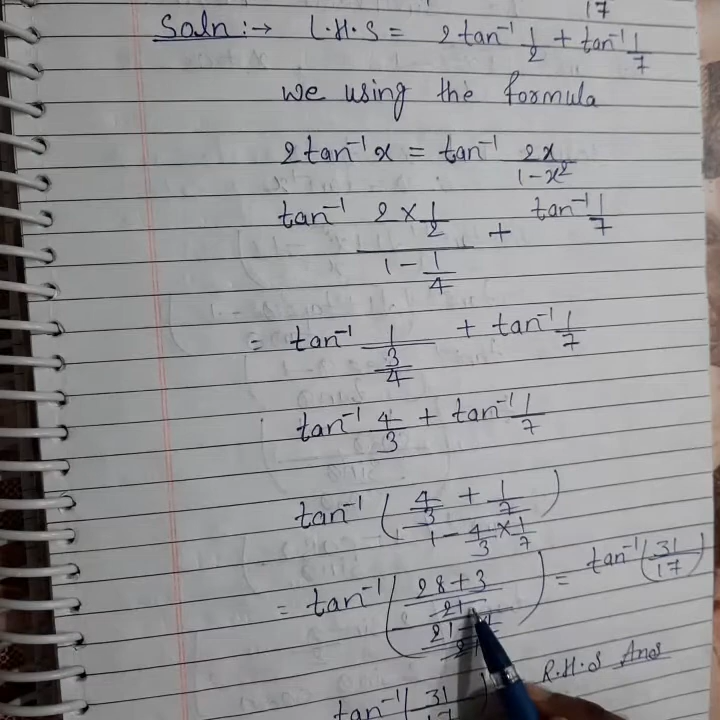 17
Soln :→ L.H.S = 2 tan⁻¹ 1/2 + tan⁻¹ 1/7
we using the formula
2 tan⁻¹ x = tan⁻¹ 2x/1-x²
tan⁻¹ 2×1/2 / 1-1/4 + tan⁻¹ 1/7
= tan⁻¹ 1/(3/4) + tan⁻¹ 1/7
tan⁻¹ 4/3 + tan⁻¹ 1/7
tan⁻¹ (4/3 + 1/7 / 1 - 4/3 × 1/7)
= tan⁻¹ (28+3/21 / 21-4/21) = tan⁻¹ (31/17)
tan⁻¹ (31/17) R.H.S Ans